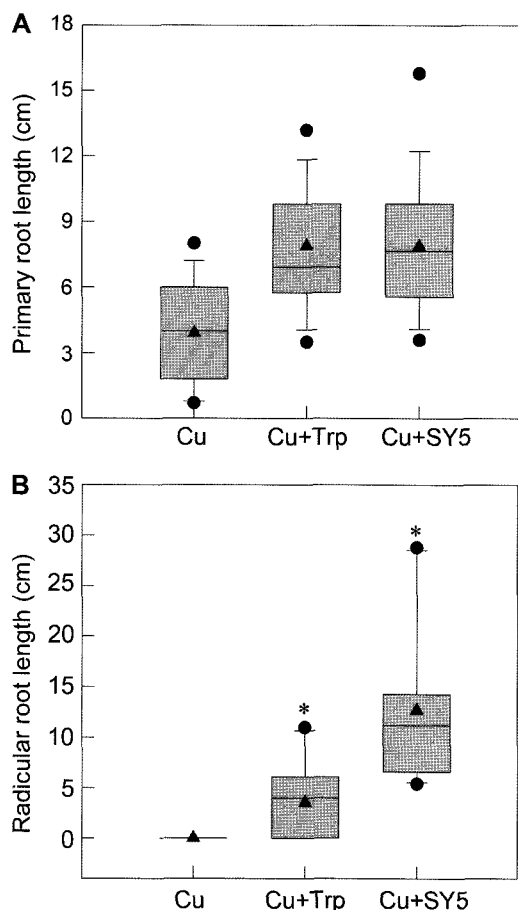 A
Primary root length (cm)
18
15
12
9
6
3
0
Cu Cu+Trp Cu+SY5
B
Radicular root length (cm)
35
30
25
20
15
10
5
0
*
*
Cu Cu+Trp Cu+SY5